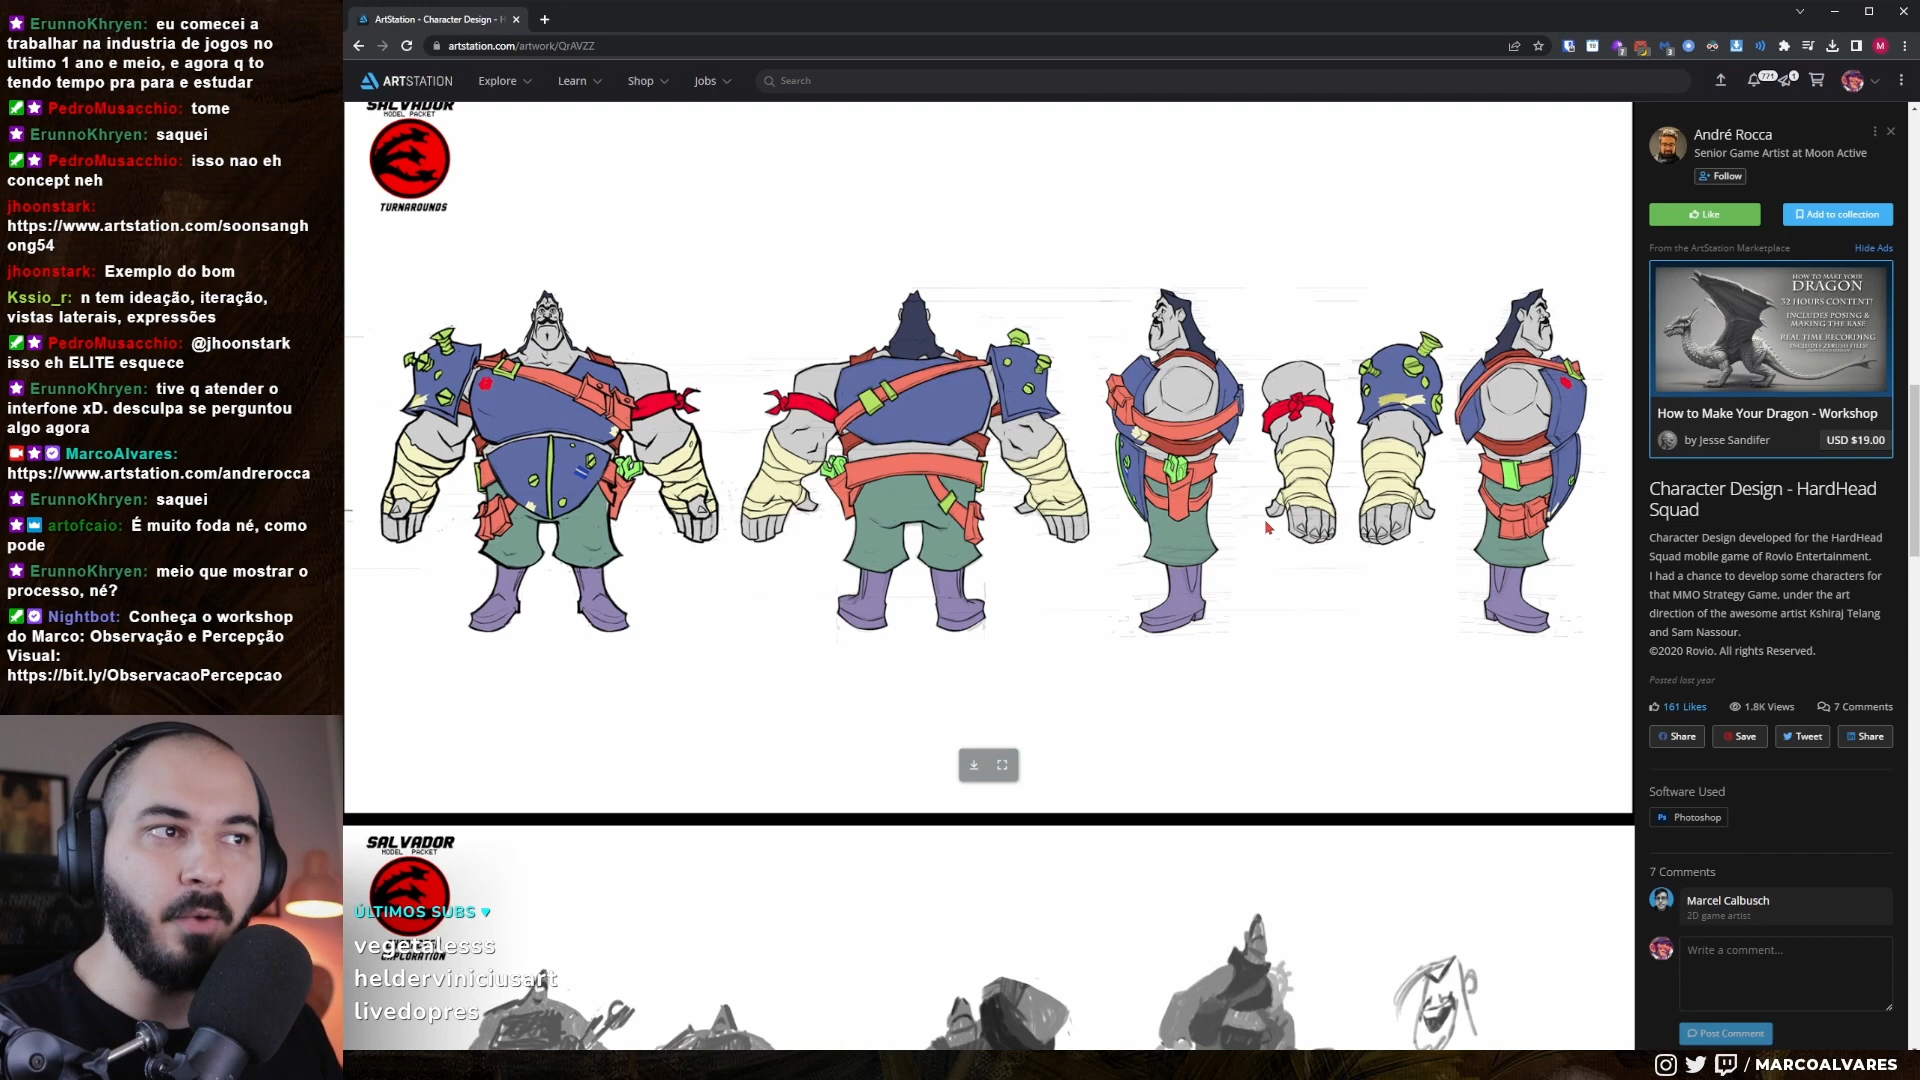 ErunnoKhryen: eu comecei a
trabalhar na industria de jogos no
ultimo 1 ano e meio, e agora q to
tendo tempo pra para e estudar
PedroMusacchio: tome
ErunnoKhryen: saquei
PedroMusacchio: isso nao eh
concept neh
jhoonstark:
https://www.artstation.com/soonsangh
ong54
jhoonstark: Exemplo do bom
Kssio_r: n tem ideação, iteração,
vistas laterais, expressões
PedroMusacchio: @jhoonstark
isso eh ELITE esquece
ErunnoKhryen: tive q atender o
interfone xD. desculpa se perguntou
algo agora
MarcoAlvares:
https://www.artstation.com/andrerocca
ErunnoKhryen: saquei
artofcaio: É muito foda né, como
pode
ErunnoKhryen: meio que mostrar o
processo, né?
Nightbot: Conheça o workshop
do Marco: Observação e Percepção
Visual:
https://bit.ly/ObservacaoPercepcao
ArtStation - Character Design - H
artstation.com/artwork/QrAVZZ
ARTSTATION
Explore
Learn
Shop
Jobs
Search
771
1
SALVADOR
MODEL PACKET
TURNAROUNDS
SALVADOR
MODEL PACKET
EXPLORATION
ÚLTIMOS SUBS ♥
vegetalesss
helderviniciusart
livedopres
André Rocca
Senior Game Artist at Moon Active
Follow
Like
Add to collection
From the ArtStation Marketplace
Hide Ads
HOW TO MAKE YOUR
DRAGON
32 HOURS CONTENT!
INCLUDES POSING &
MAKING THE BASE
REAL TIME RECORDING
INCLUDES ZBRUSH FILES!
How to Make Your Dragon - Workshop
by Jesse Sandifer
USD $19.00
Character Design - HardHead
Squad
Character Design developed for the HardHead
Squad mobile game of Rovio Entertainment.
I had a chance to develop some characters for
that MMO Strategy Game, under the art
direction of the awesome artist Kshiraj Telang
and Sam Nassour.
©2020 Rovio. All rights Reserved.
Posted last year
161 Likes
1.8K Views
7 Comments
Share
Save
Tweet
Share
Software Used
Ps Photoshop
7 Comments
Marcel Calbusch
2D game artist
Write a comment...
Post Comment
/ MARCOALVARES